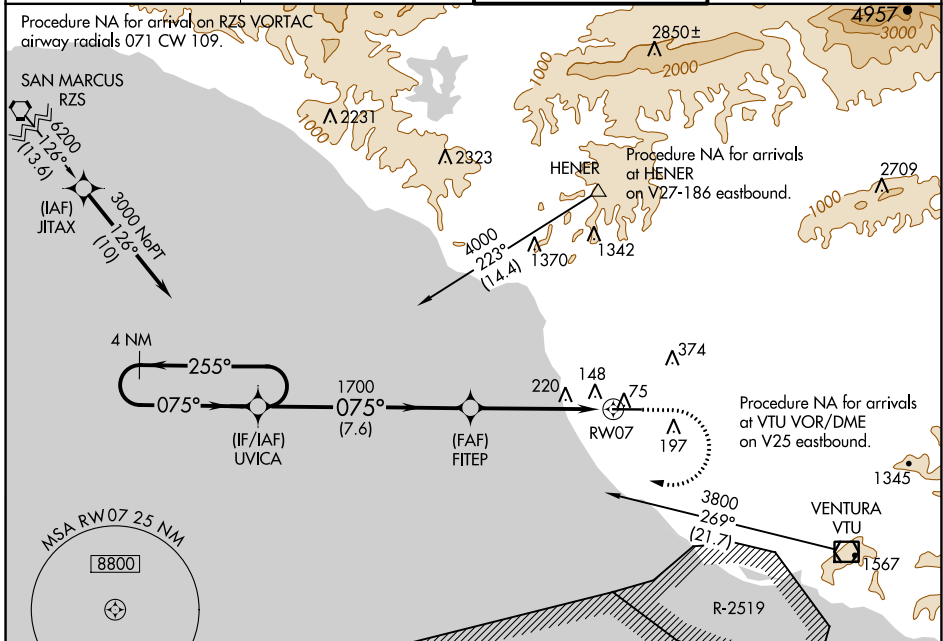 Procedure NA for arrival on RZS VORTAC
airway radials 071 CW 109.
4957
3000
2850±
2000
1000
SAN MARCUS
RZS
6200
126°
(13.6)
2231
1000
2323
HENER
Procedure NA for arrivals
at HENER
on V27-186 eastbound.
2709
1000
(IAF)
JITAX
3000 NoPT
126°
(10)
4000
223°
(14.4)
1370
1342
4 NM
255°
075°
1700
075°
(7.6)
(IF/IAF)
UVICA
(FAF)
FITEP
220
148
75
374
RW07
197
Procedure NA for arrivals
at VTU VOR/DME
on V25 eastbound.
1345
3800
269°
(21.7)
VENTURA
VTU
1567
MSA RW07 25 NM
8800
R-2519